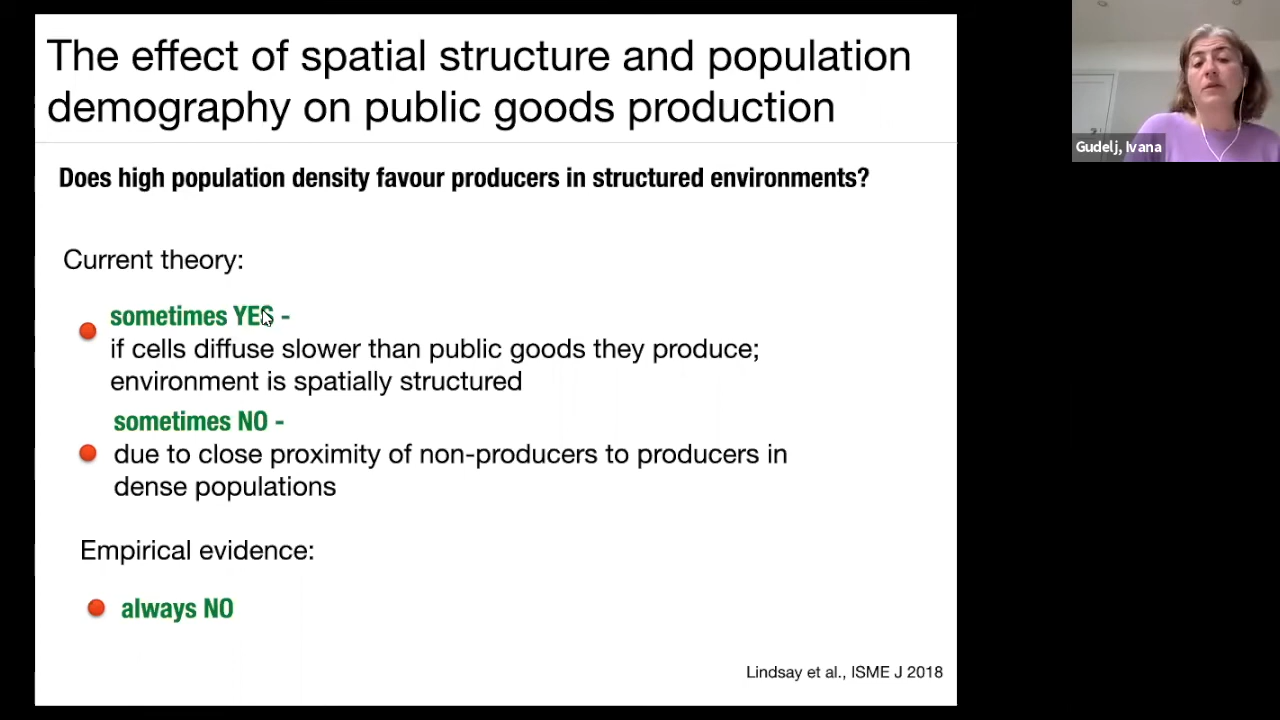 The effect of spatial structure and population
demography on public goods production
Does high population density favour producers in structured environments?
Current theory:
sometimes YES -
if cells diffuse slower than public goods they produce;
environment is spatially structured
sometimes NO -
due to close proximity of non-producers to producers in
dense populations
Empirical evidence:
always NO
Lindsay et al., ISME J 2018
Gudelj, Ivana